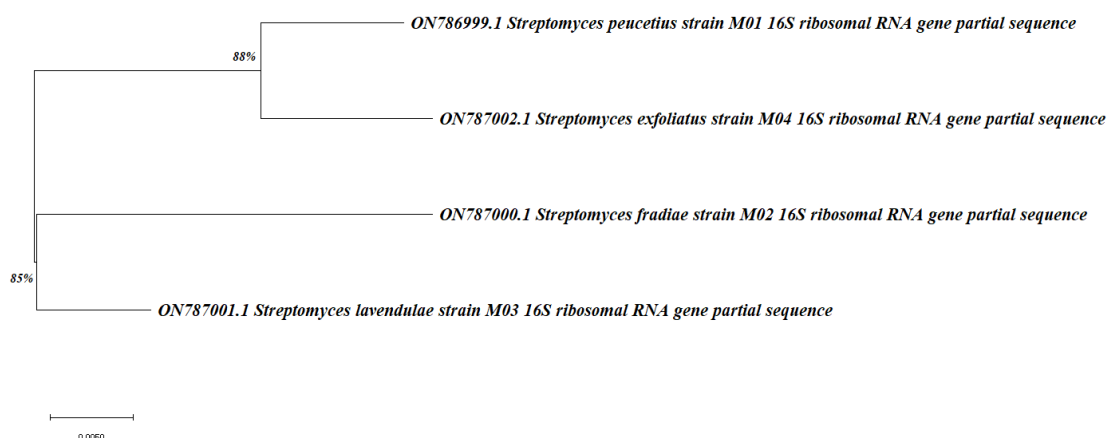 ON786999.1 Streptomyces peucetius strain M01 16S ribosomal RNA gene partial sequence
88%
ON787002.1 Streptomyces exfoliatus strain M04 16S ribosomal RNA gene partial sequence
ON787000.1 Streptomyces fradiae strain M02 16S ribosomal RNA gene partial sequence
85%
ON787001.1 Streptomyces lavendulae strain M03 16S ribosomal RNA gene partial sequence
0.0050